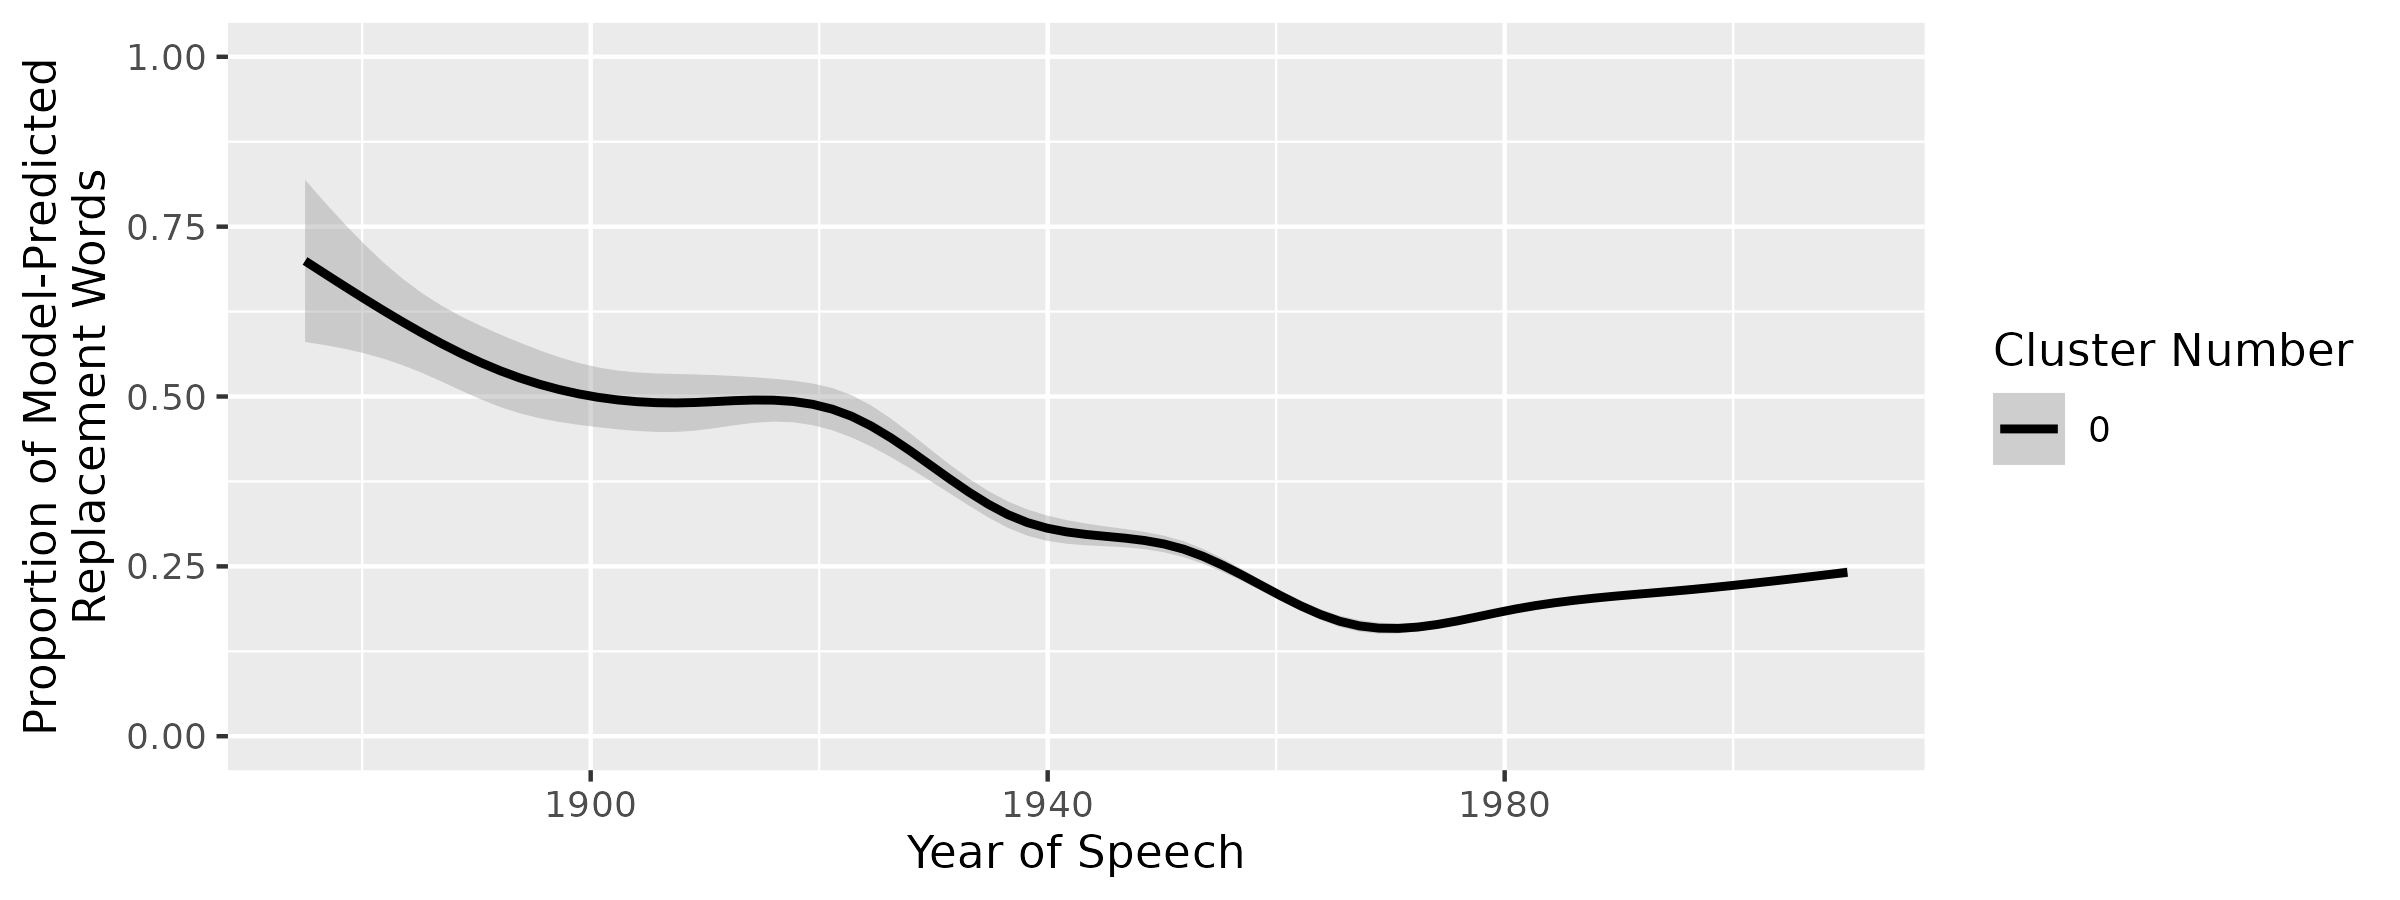 Proportion of Model-Predicted
Replacement Words
1.00
0.75
0.50
0.25
0.00
1900
1940
1980
Year of Speech
Cluster Number
0